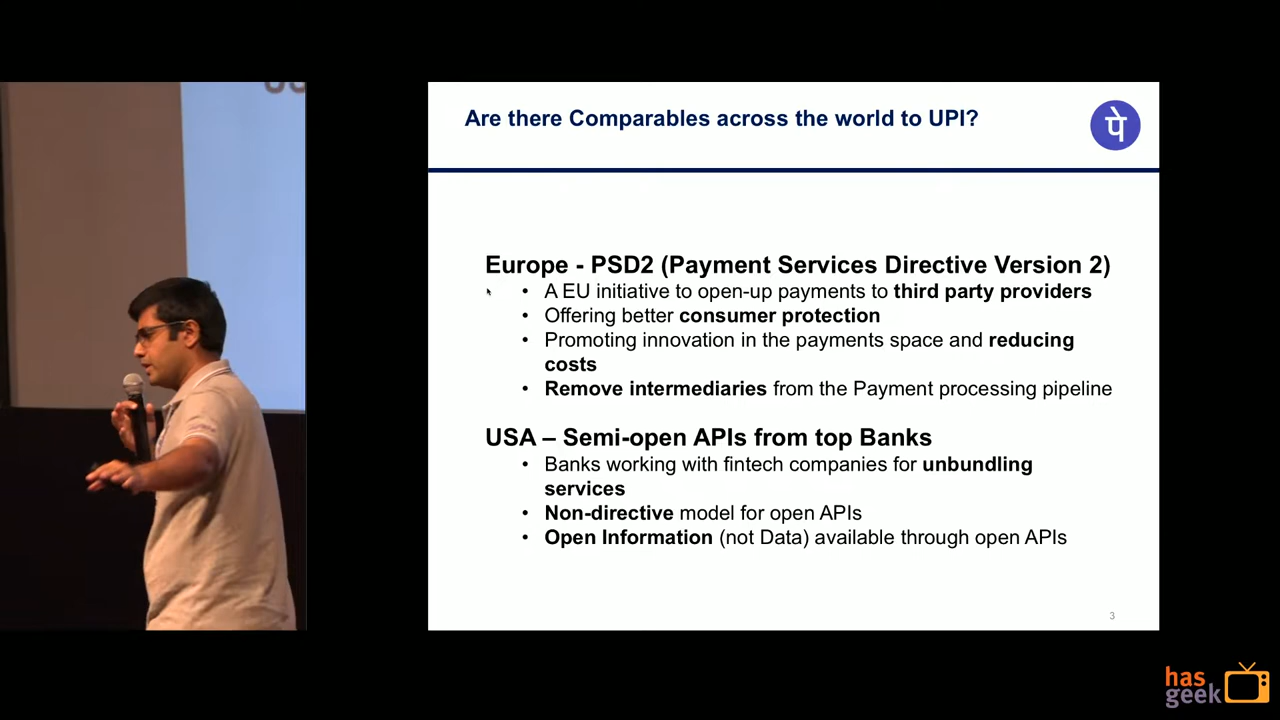 Are there Comparables across the world to UPI?
पे
Europe - PSD2 (Payment Services Directive Version 2)
• A EU initiative to open-up payments to third party providers
• Offering better consumer protection
• Promoting innovation in the payments space and reducing
costs
• Remove intermediaries from the Payment processing pipeline
USA – Semi-open APIs from top Banks
• Banks working with fintech companies for unbundling
services
• Non-directive model for open APIs
• Open Information (not Data) available through open APIs
3
has
geek